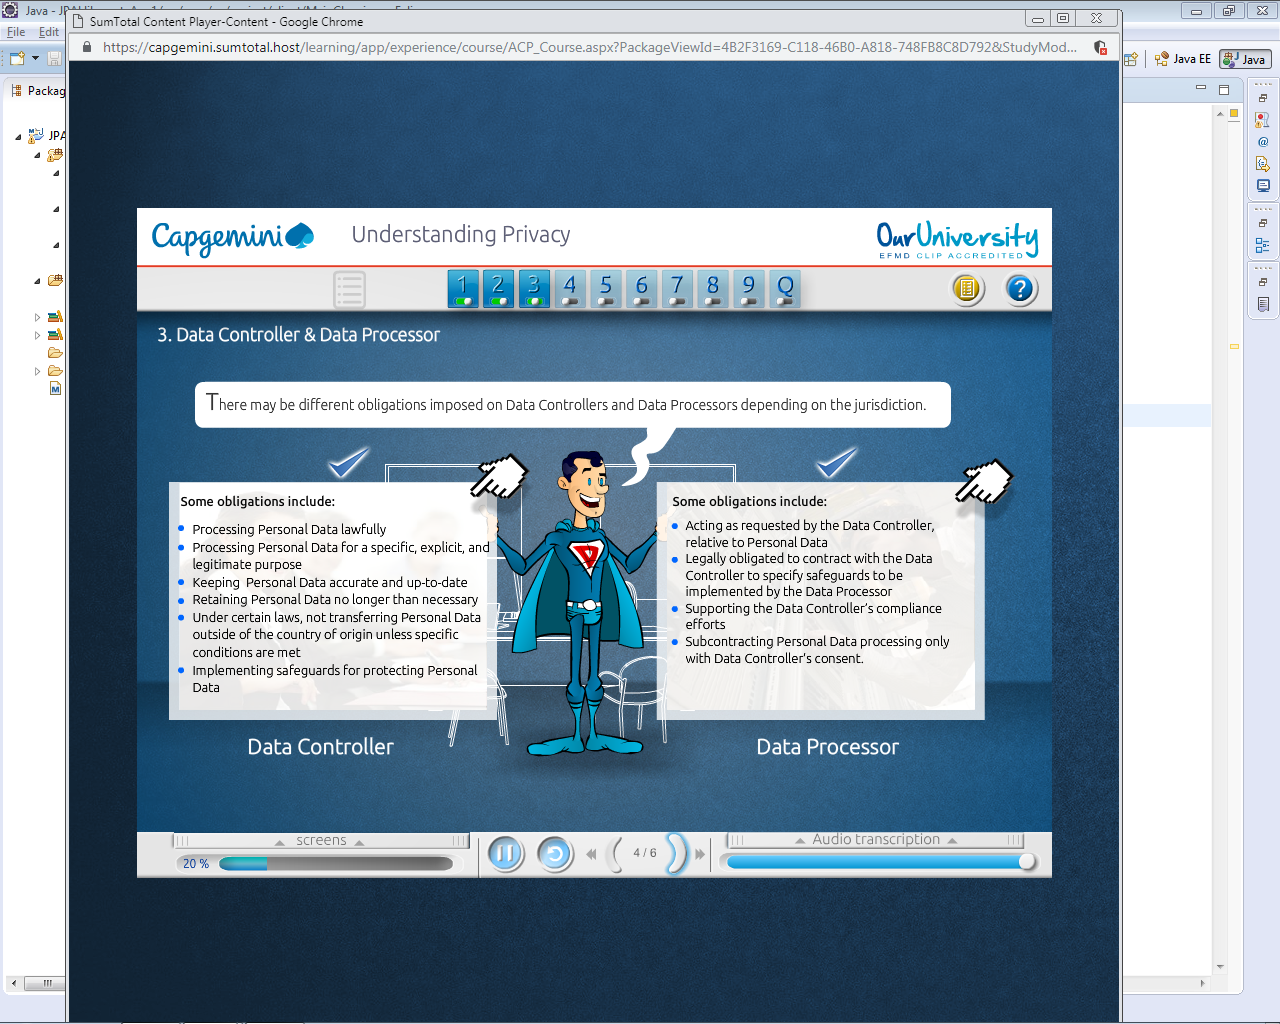 Java - JPA
SumTotal Content Player-Content - Google Chrome
File Edit
https://capgemini.sumtotal.host/learning/app/experience/course/ACP_Course.aspx?PackageViewId=4B2F3169-C118-46B0-A818-748FB8C8D792&StudyMod...
Java EE
Java
Packag
JPA
Capgemini
Understanding Privacy
OurUniversity
EFMD CLIP ACCREDITED
1 2 3 4 5 6 7 8 9 Q
?
3. Data Controller & Data Processor
There may be different obligations imposed on Data Controllers and Data Processors depending on the jurisdiction.
Some obligations include:
Processing Personal Data lawfully
Processing Personal Data for a specific, explicit, and
legitimate purpose
Keeping Personal Data accurate and up-to-date
Retaining Personal Data no longer than necessary
Under certain laws, not transferring Personal Data
outside of the country of origin unless specific
conditions are met
Implementing safeguards for protecting Personal
Data
Data Controller
Some obligations include:
Acting as requested by the Data Controller,
relative to Personal Data
Legally obligated to contract with the Data
Controller to specify safeguards to be
implemented by the Data Processor
Supporting the Data Controller's compliance
efforts
Subcontracting Personal Data processing only
with Data Controller's consent.
Data Processor
screens
20 %
4 / 6
Audio transcription